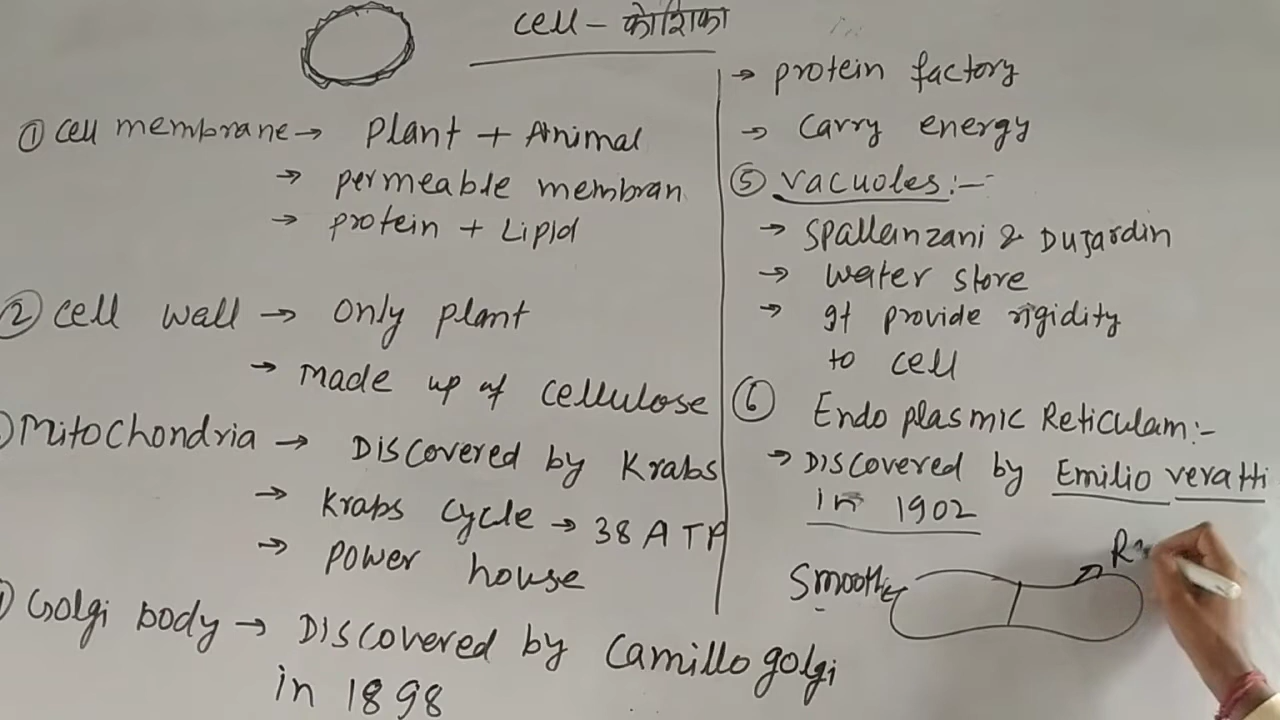 Cell - कोशिका
① Cell membrane → Plant + Animal
→ permeable membran
→ protein + Lipid
② Cell wall → Only plant
→ Made up of cellulose
Mitochondria → Discovered by Krabs
→ Krabs cycle → 38 ATP
→ Power house
Golgi body → Discovered by Camillo golgi
in 1898
→ protein factory
→ Carry energy
⑤ Vacuoles:-
→ Spallanzani & Dujardin
→ Water store
→ It provide rigidity
to cell
⑥ Endoplasmic Reticulam:-
→ Discovered by Emilio veratti
in 1902
Smooth